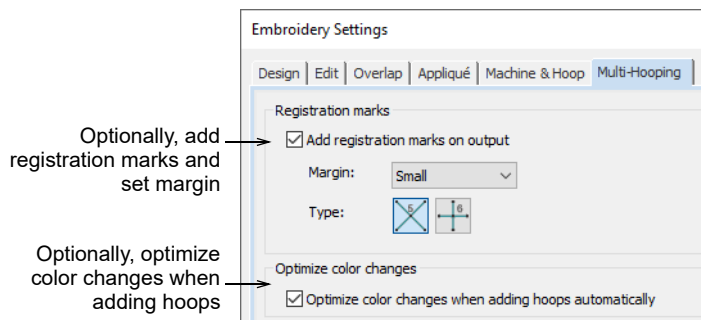 Embroidery Settings
Design Edit Overlap Appliqué Machine & Hoop Multi-Hooping
Registration marks
Optionally, add
registration marks and
set margin
Add registration marks on output
Margin: Small
Type: 5 6
Optionally, optimize
color changes when
adding hoops
Optimize color changes
Optimize color changes when adding hoops automatically